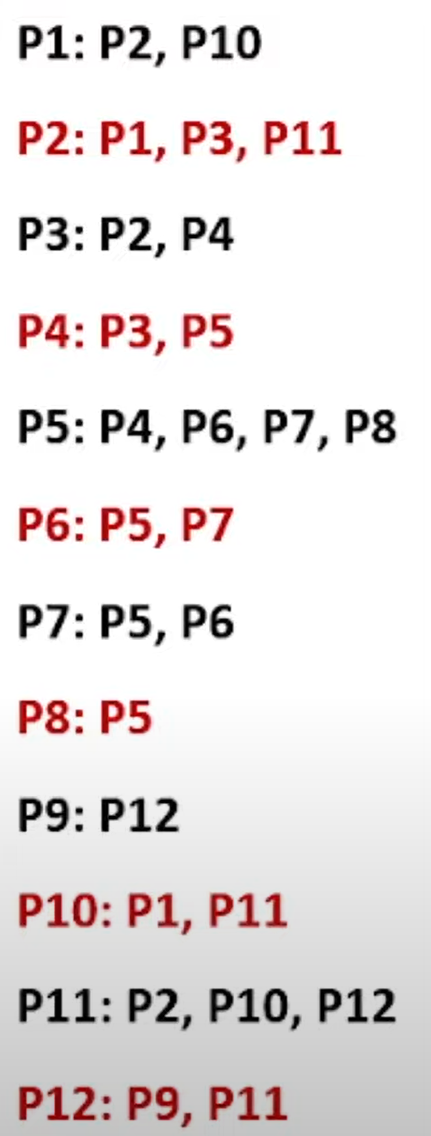 P1: P2, P10
P2: P1, P3, P11
P3: P2, P4
P4: P3, P5
P5: P4, P6, P7, P8
P6: P5, P7
P7: P5, P6
P8: P5
P9: P12
P10: P1, P11
P11: P2, P10, P12
P12: P9, P11